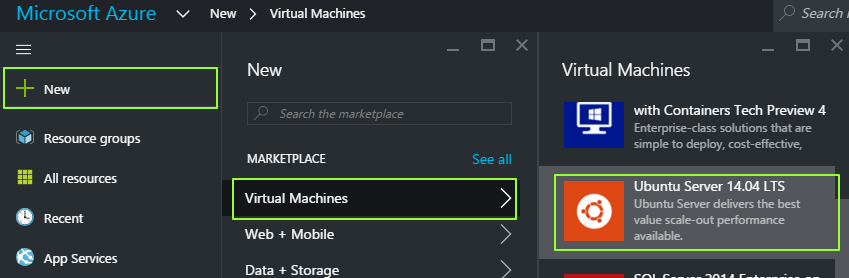 Microsoft Azure New > Virtual Machines Search
New
Resource groups
All resources
Recent
App Services
New
Search the marketplace
MARKETPLACE See all
Virtual Machines
Web + Mobile
Data + Storage
Virtual Machines
with Containers Tech Preview 4
Enterprise-class solutions that are
simple to deploy, cost-effective,
Ubuntu Server 14.04 LTS
Ubuntu Server delivers the best
value scale-out performance
available.
SQL Server 2014 Enterprise on